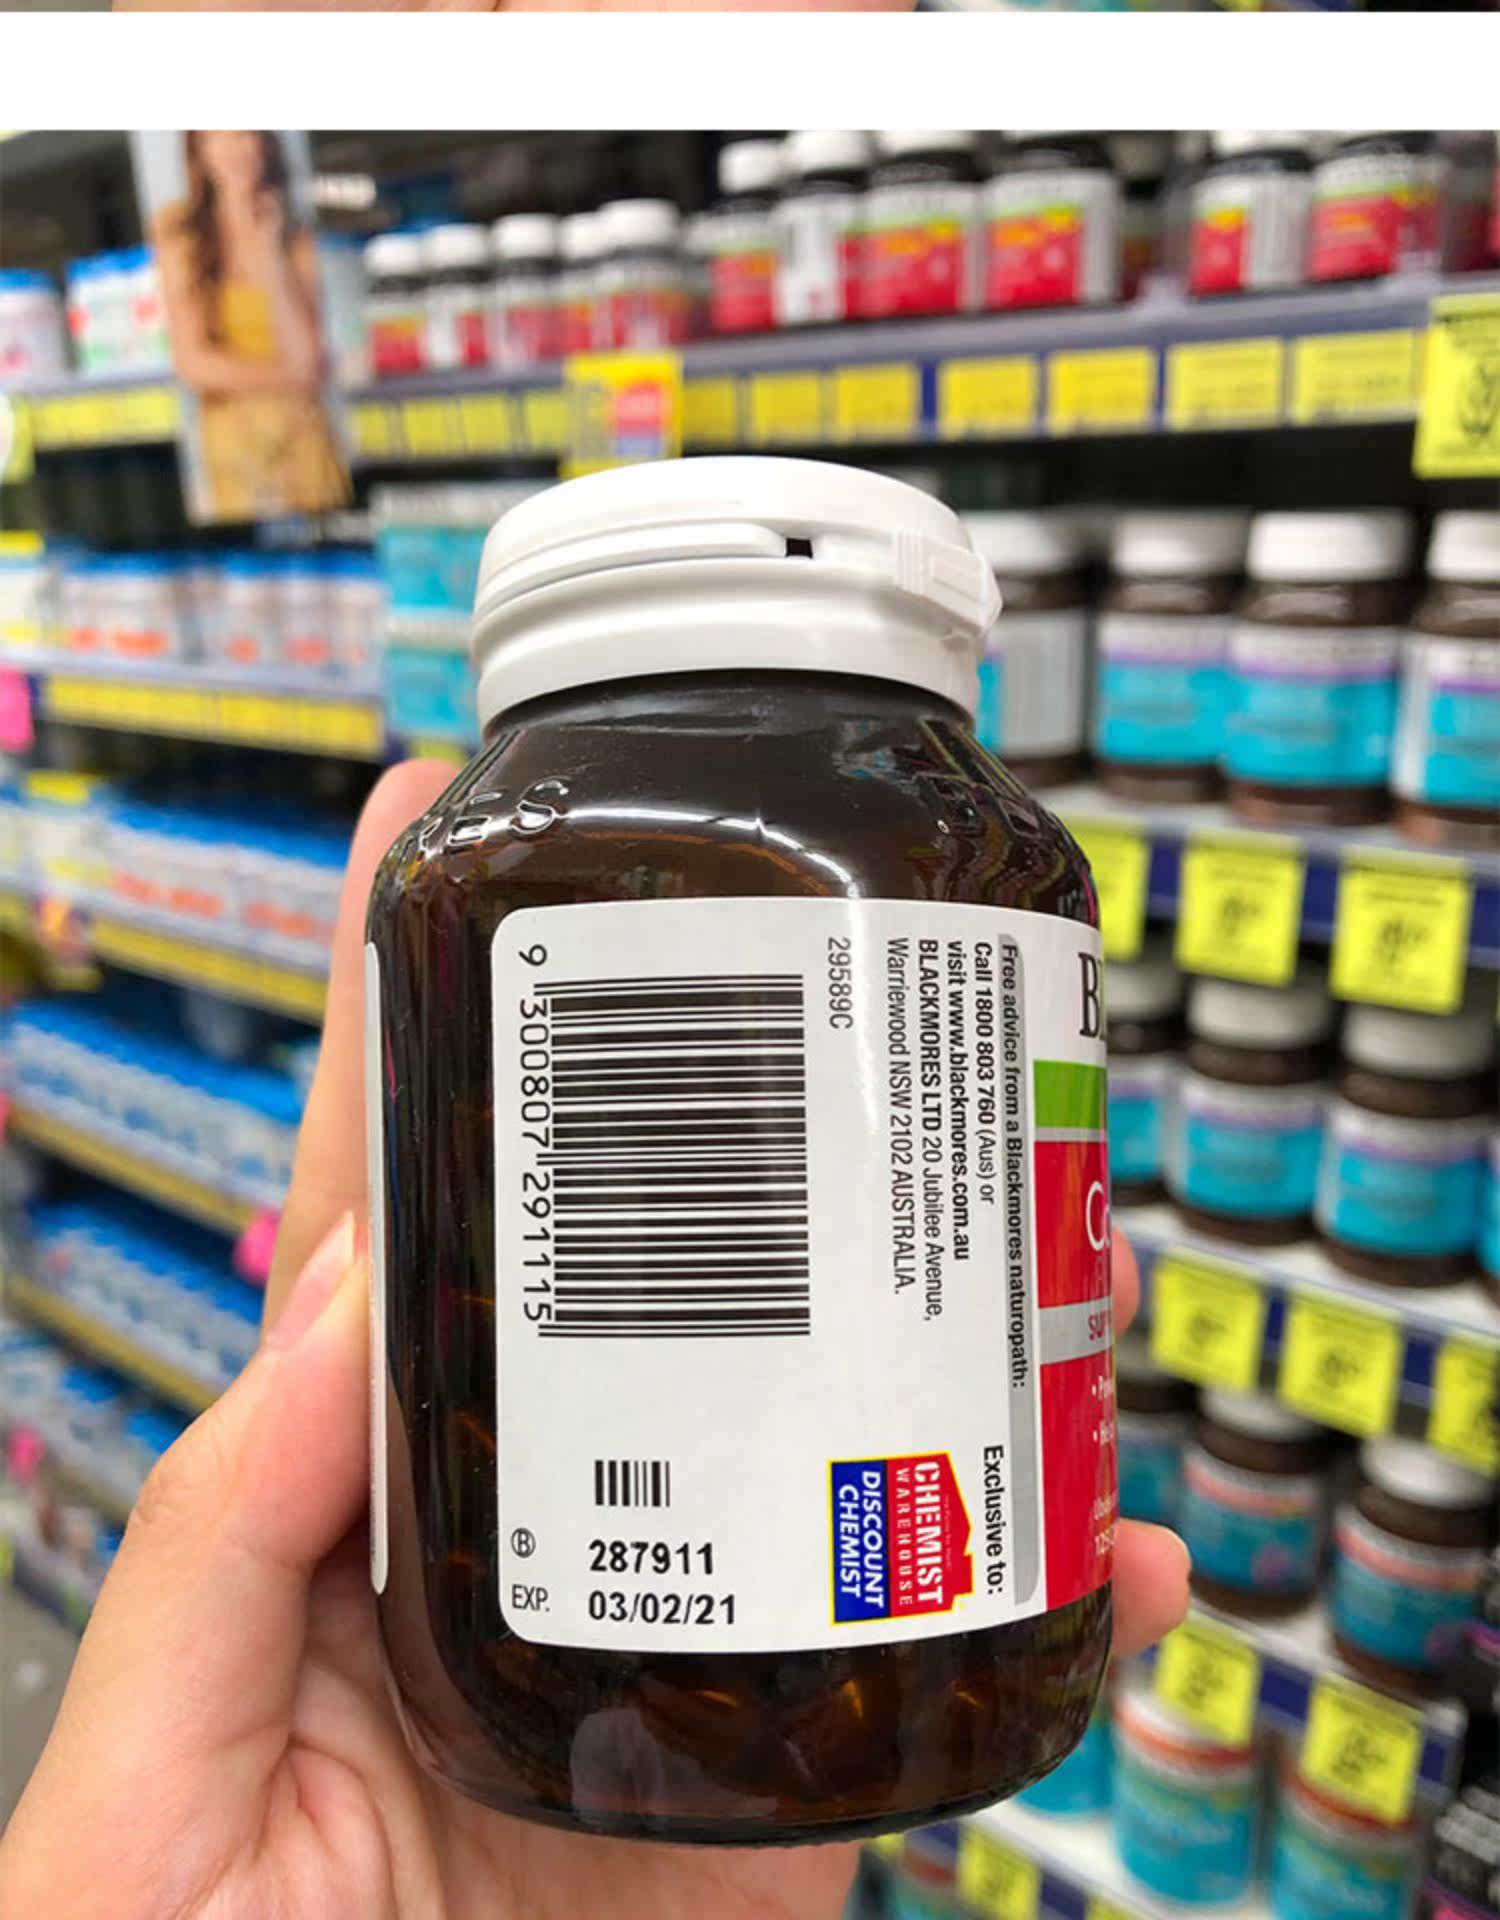 Free advice from a Blackmores naturopath:
Call 1800 803 760 (Aus) or
visit www.blackmores.com.au
BLACKMORES LTD 20 Jubilee Avenue,
Warriewood NSW 2102 AUSTRALIA.
29589C
9 300807 291115
Exclusive to:
CHEMIST
WAREHOUSE
DISCOUNT
CHEMIST
287911
B
EXP. 03/02/21